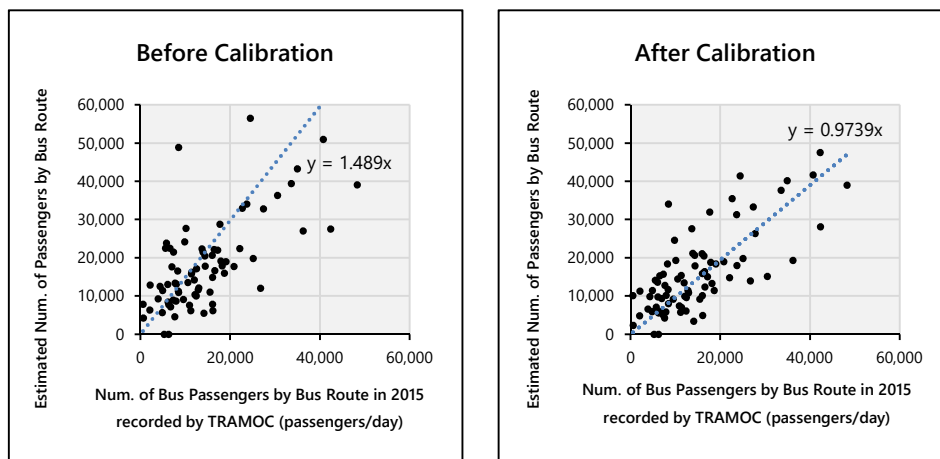 Before Calibration
Estimated Num. of Passengers by Bus Route
60,000
50,000
40,000
30,000
20,000
10,000
0
y = 1.489x
0 20,000 40,000 60,000
Num. of Bus Passengers by Bus Route in 2015
recorded by TRAMOC (passengers/day)
After Calibration
Estimated Num. of Passengers by Bus Route
60,000
50,000
40,000
30,000
20,000
10,000
0
y = 0.9739x
0 20,000 40,000 60,000
Num. of Bus Passengers by Bus Route in 2015
recorded by TRAMOC (passengers/day)